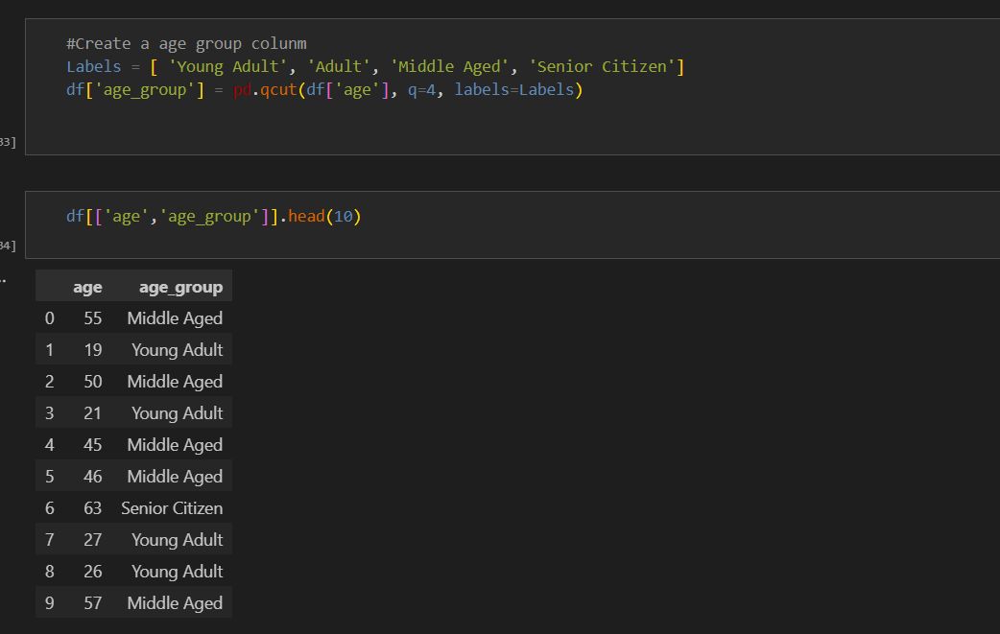 #Create a age group colunm
Labels = [ 'Young Adult', 'Adult', 'Middle Aged', 'Senior Citizen']
df['age_group'] = pd.qcut(df['age'], q=4, labels=Labels)
33]
df[['age','age_group']].head(10)
34]
..
age age_group
0 55 Middle Aged
1 19 Young Adult
2 50 Middle Aged
3 21 Young Adult
4 45 Middle Aged
5 46 Middle Aged
6 63 Senior Citizen
7 27 Young Adult
8 26 Young Adult
9 57 Middle Aged